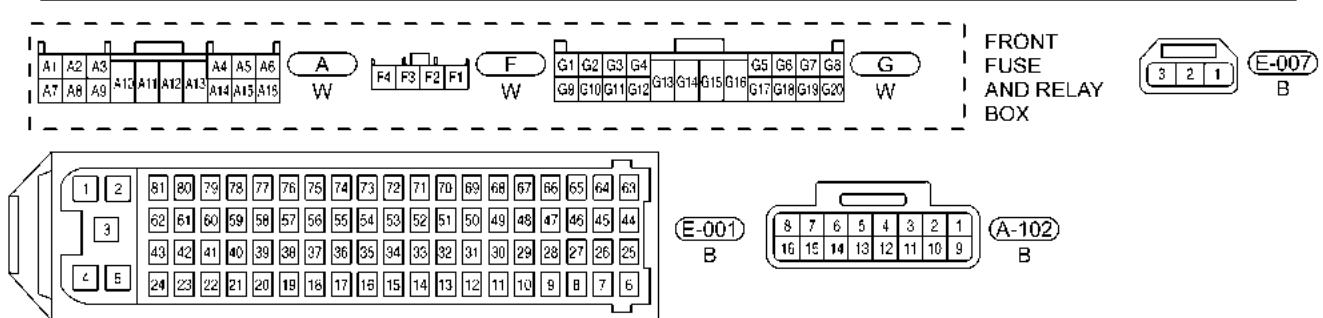 A1 A2 A3 A10 A11 A12 A13 A4 A5 A6
A7 A8 A9 A14 A15 A16
A
W
F4 F3 F2 F1
F
W
G1 G2 G3 G4 G13 G14 G15 G16 G5 G6 G7 G8
G9 G10 G11 G12 G17 G18 G19 G20
G
W
FRONT
FUSE
AND RELAY
BOX
3 2 1
E-007
B
1 2
3
4 5
81 80 79 78 77 76 75 74 73 72 71 70 69 68 67 66 65 64 63
62 61 60 59 58 57 56 55 54 53 52 51 50 49 48 47 46 45 44
43 42 41 40 39 38 37 36 35 34 33 32 31 30 29 28 27 26 25
24 23 22 21 20 19 18 17 16 15 14 13 12 11 10 9 8 7 6
E-001
B
8 7 6 5 4 3 2 1
16 15 14 13 12 11 10 9
A-102
B